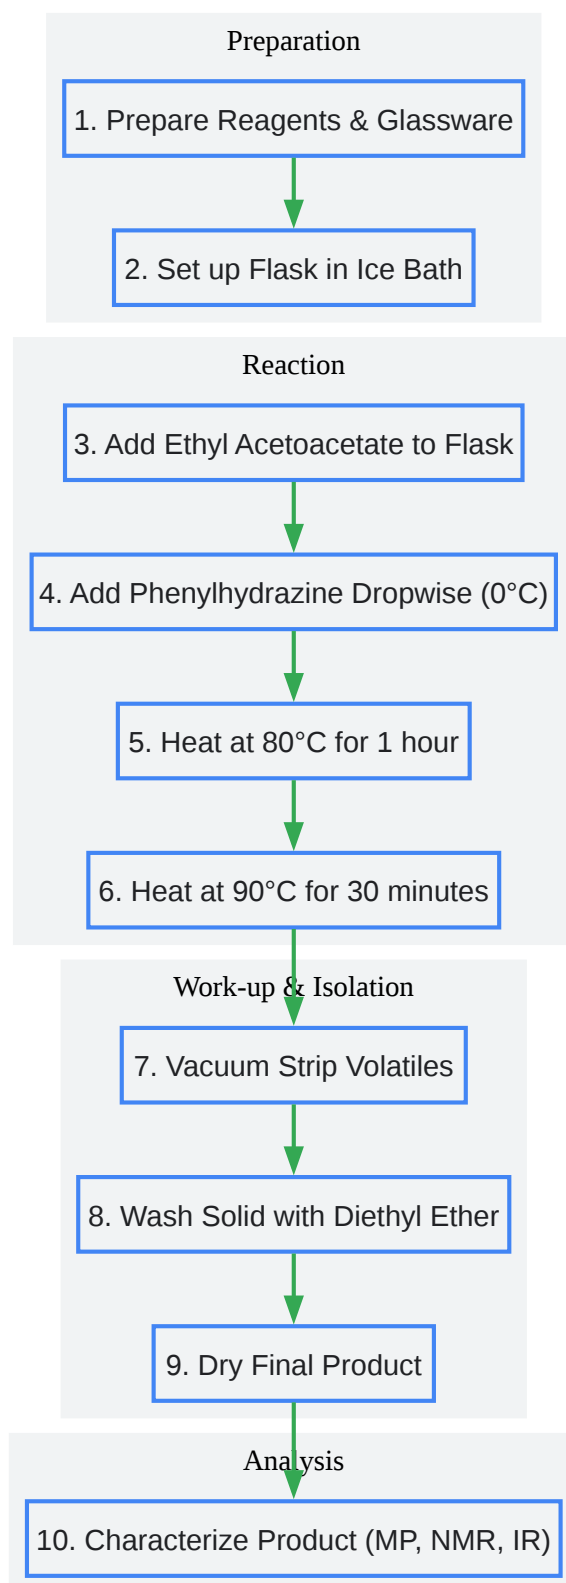 Preparation
1. Prepare Reagents & Glassware
2. Set up Flask in Ice Bath
Reaction
3. Add Ethyl Acetoacetate to Flask
4. Add Phenylhydrazine Dropwise (0°C)
5. Heat at 80°C for 1 hour
6. Heat at 90°C for 30 minutes
Work-up & Isolation
7. Vacuum Strip Volatiles
8. Wash Solid with Diethyl Ether
9. Dry Final Product
Analysis
10. Characterize Product (MP, NMR, IR)